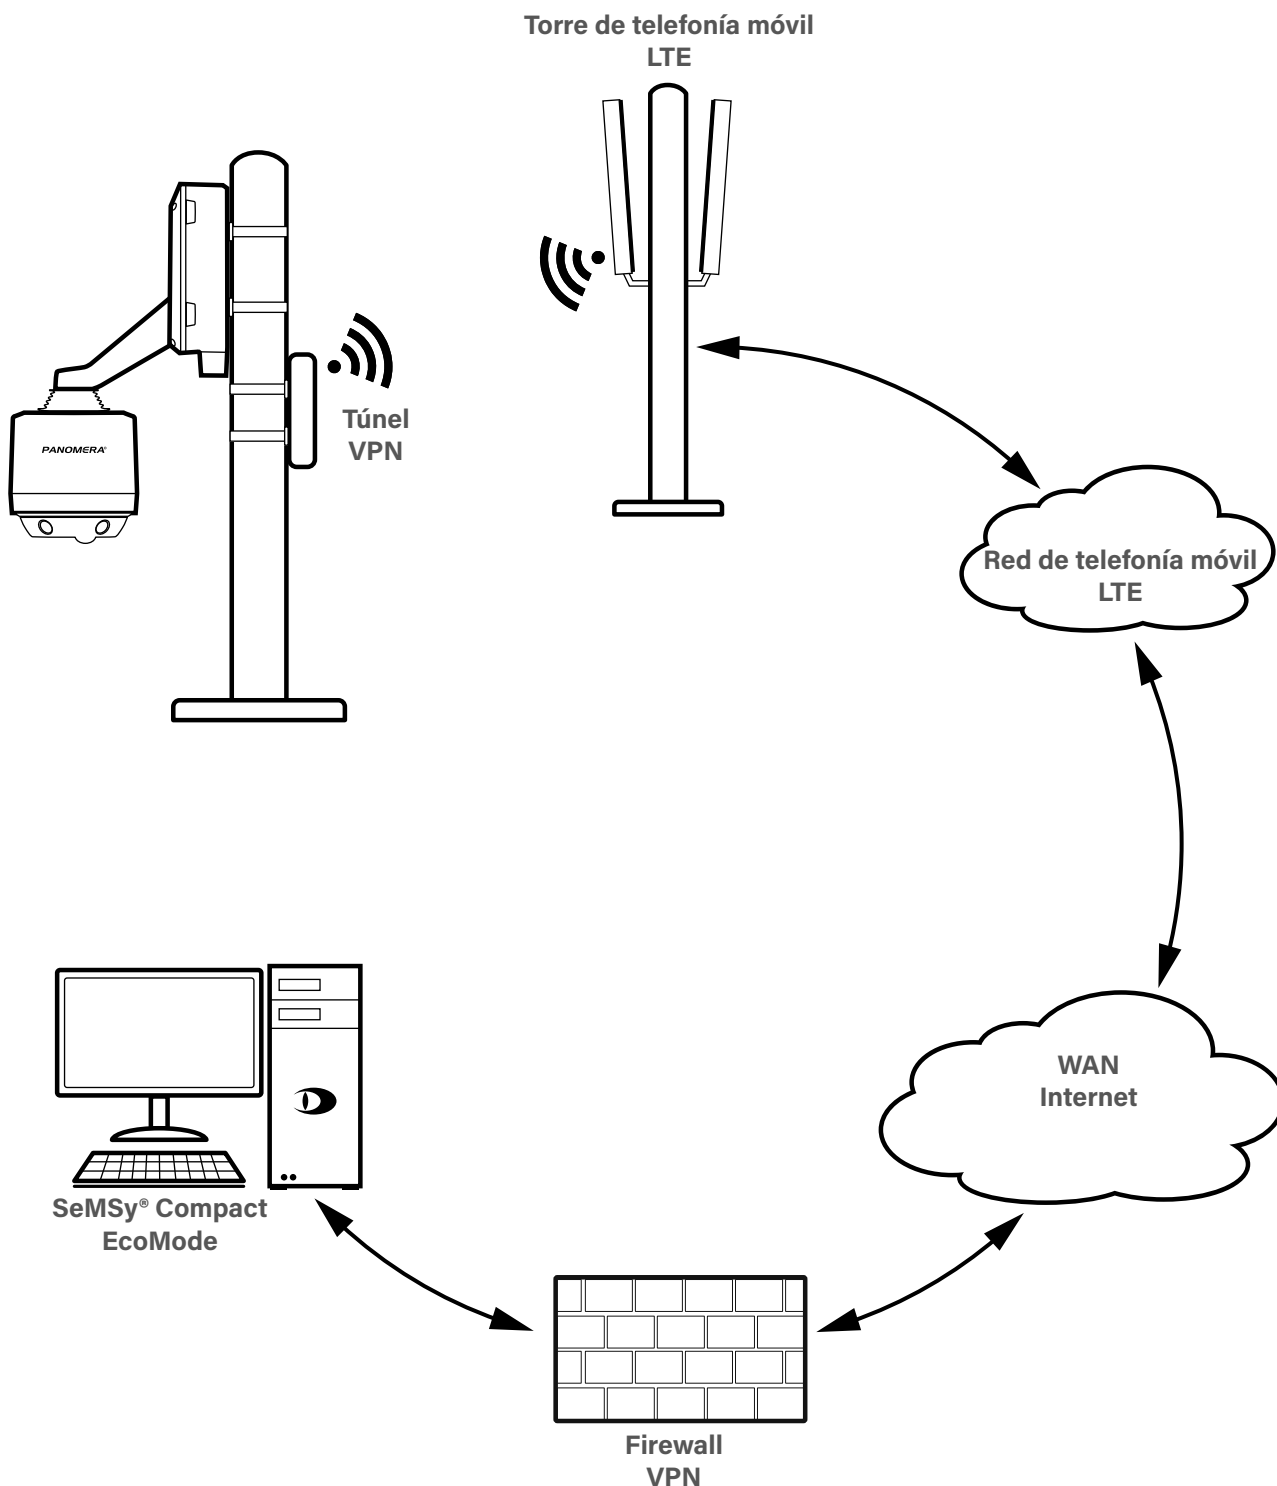 Torre de telefonía móvil
LTE
Túnel
VPN
PANOMERA®
Red de telefonía móvil
LTE
WAN
Internet
SeMSy® Compact
EcoMode
Firewall
VPN